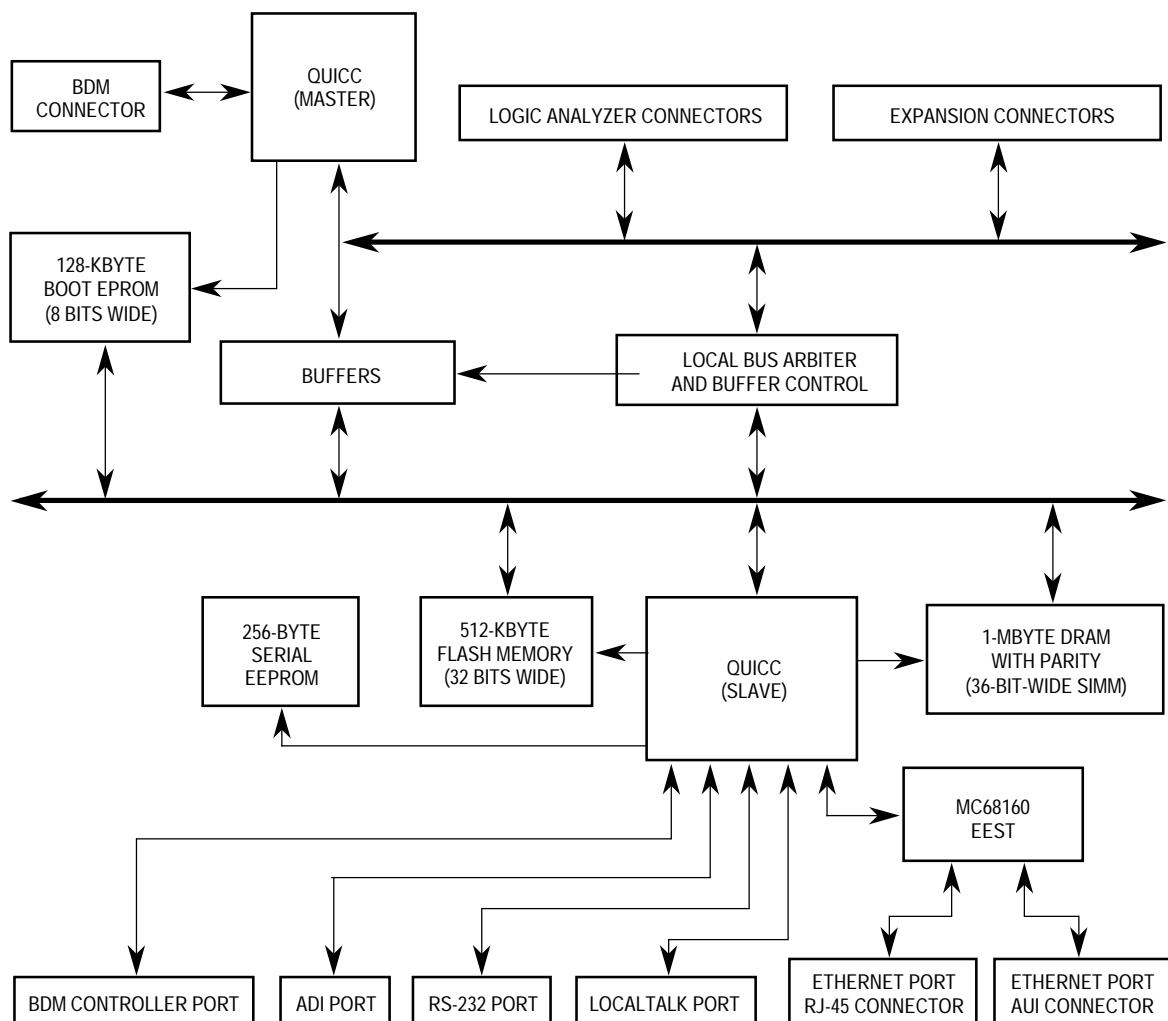 QUICC
(MASTER)
BDM
CONNECTOR
LOGIC ANALYZER CONNECTORS
EXPANSION CONNECTORS
128-KBYTE
BOOT EPROM
(8 BITS WIDE)
BUFFERS
LOCAL BUS ARBITER
AND BUFFER CONTROL
256-BYTE
SERIAL
EEPROM
512-KBYTE
FLASH MEMORY
(32 BITS WIDE)
QUICC
(SLAVE)
1-MBYTE DRAM
WITH PARITY
(36-BIT-WIDE SIMM)
MC68160
EEST
BDM CONTROLLER PORT
ADI PORT
RS-232 PORT
LOCALTALK PORT
ETHERNET PORT
RJ-45 CONNECTOR
ETHERNET PORT
AUI CONNECTOR